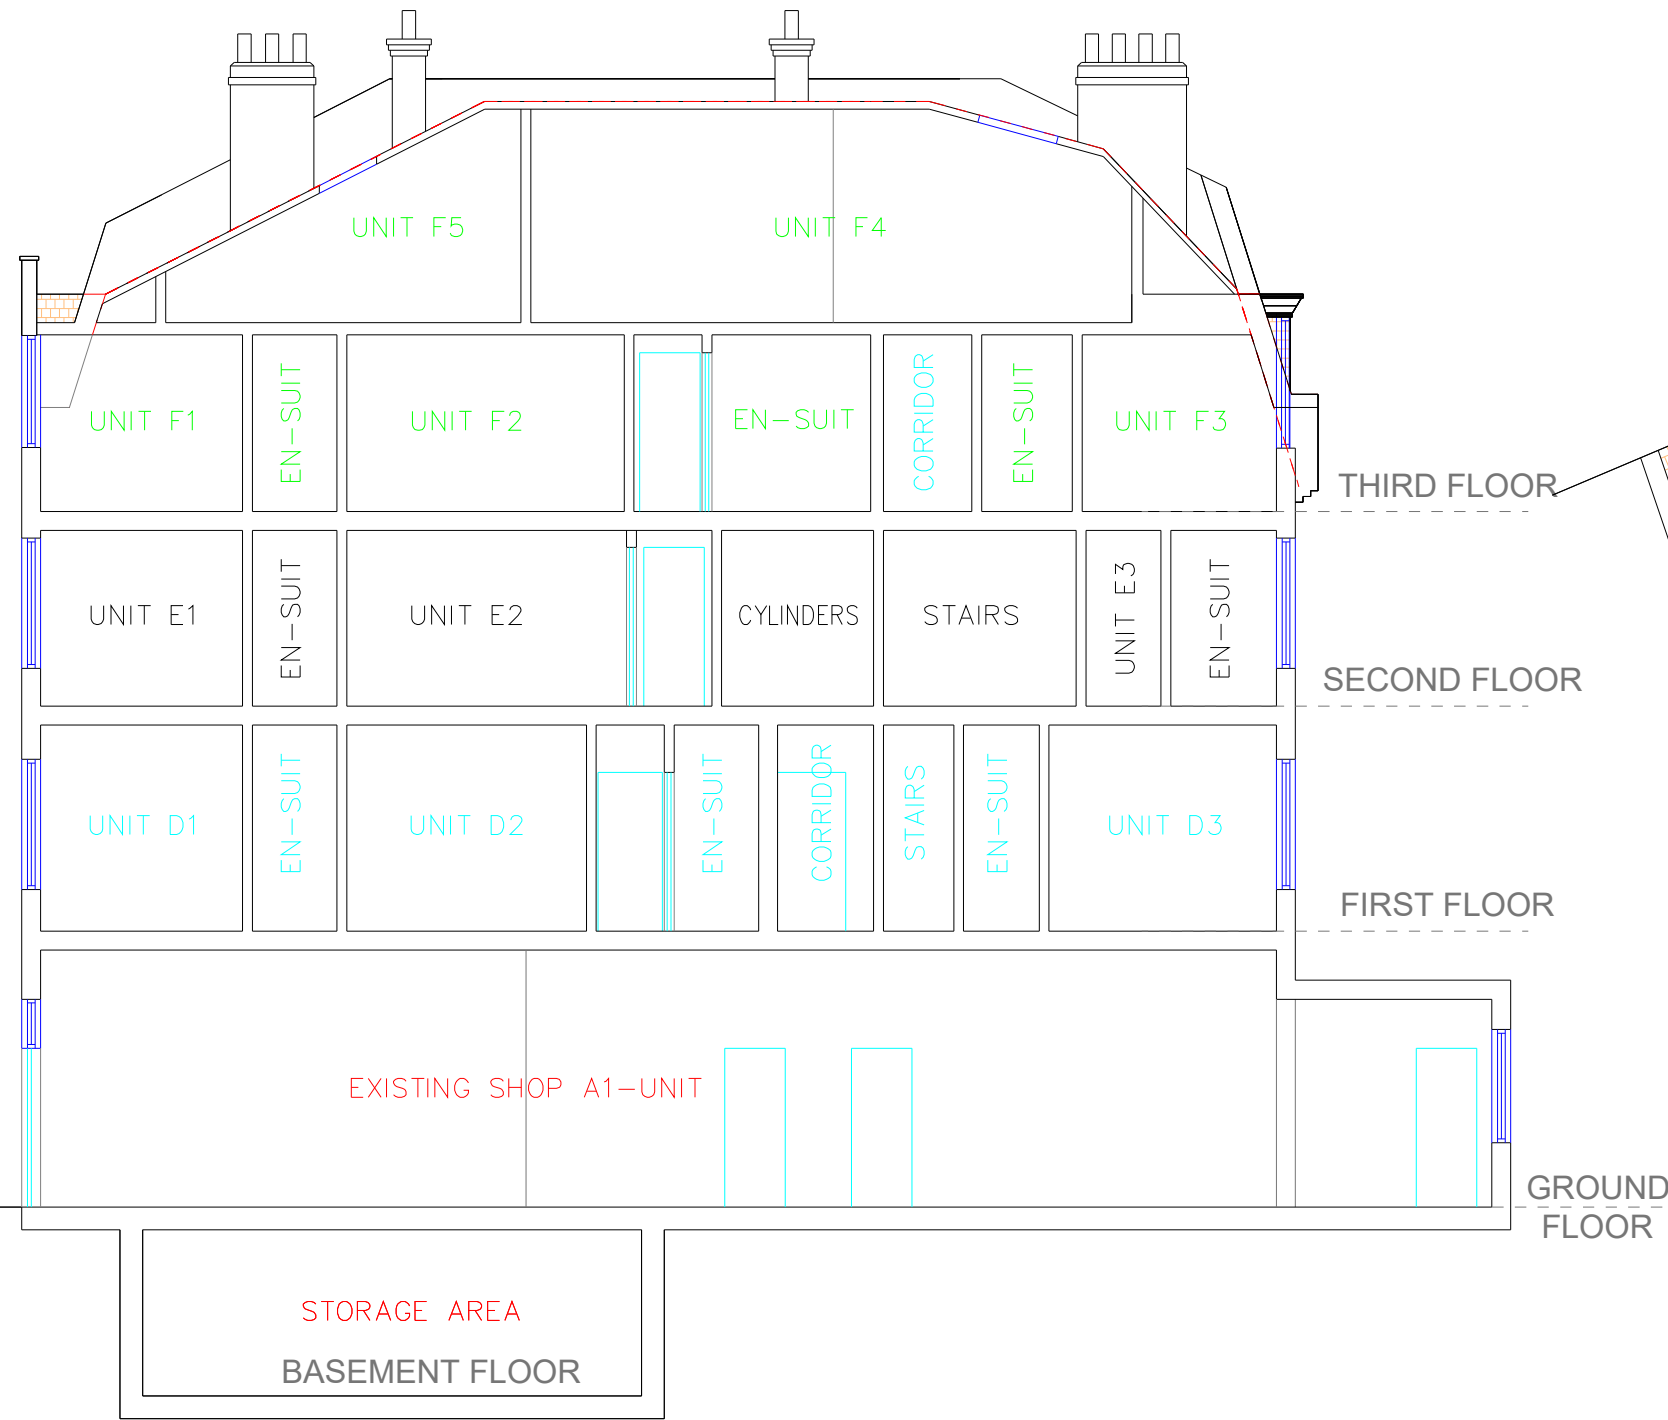 UNIT F5
UNIT F4
UNIT F1
EN-SUIT
UNIT F2
EN-SUIT
CORRIDOR
EN-SUIT
UNIT F3
THIRD FLOOR
UNIT E1
EN-SUIT
UNIT E2
CYLINDERS
STAIRS
UNIT E3
EN-SUIT
SECOND FLOOR
UNIT D1
EN-SUIT
UNIT D2
EN-SUIT
CORRIDOR
STAIRS
EN-SUIT
UNIT D3
FIRST FLOOR
EXISTING SHOP A1-UNIT
GROUND
FLOOR
STORAGE AREA
BASEMENT FLOOR